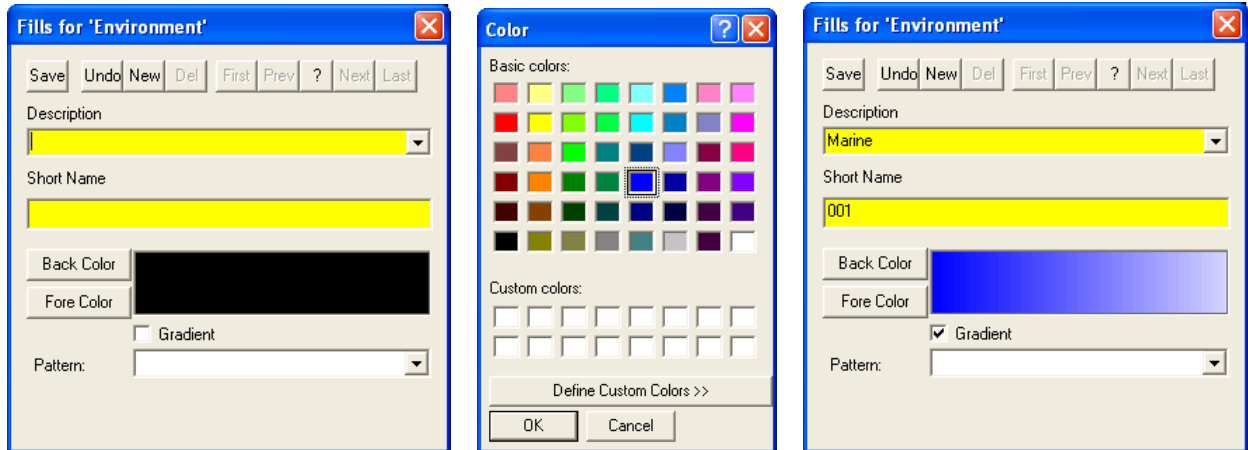 Fills for 'Environment'
Save Undo New Del First Prev ? Next Last
Description
Short Name
Back Color
Fore Color
Gradient
Pattern:
Color
Basic colors:
Custom colors:
Define Custom Colors >>
OK Cancel
Fills for 'Environment'
Save Undo New Del First Prev ? Next Last
Description
Marine
Short Name
001
Back Color
Fore Color
Gradient
Pattern: